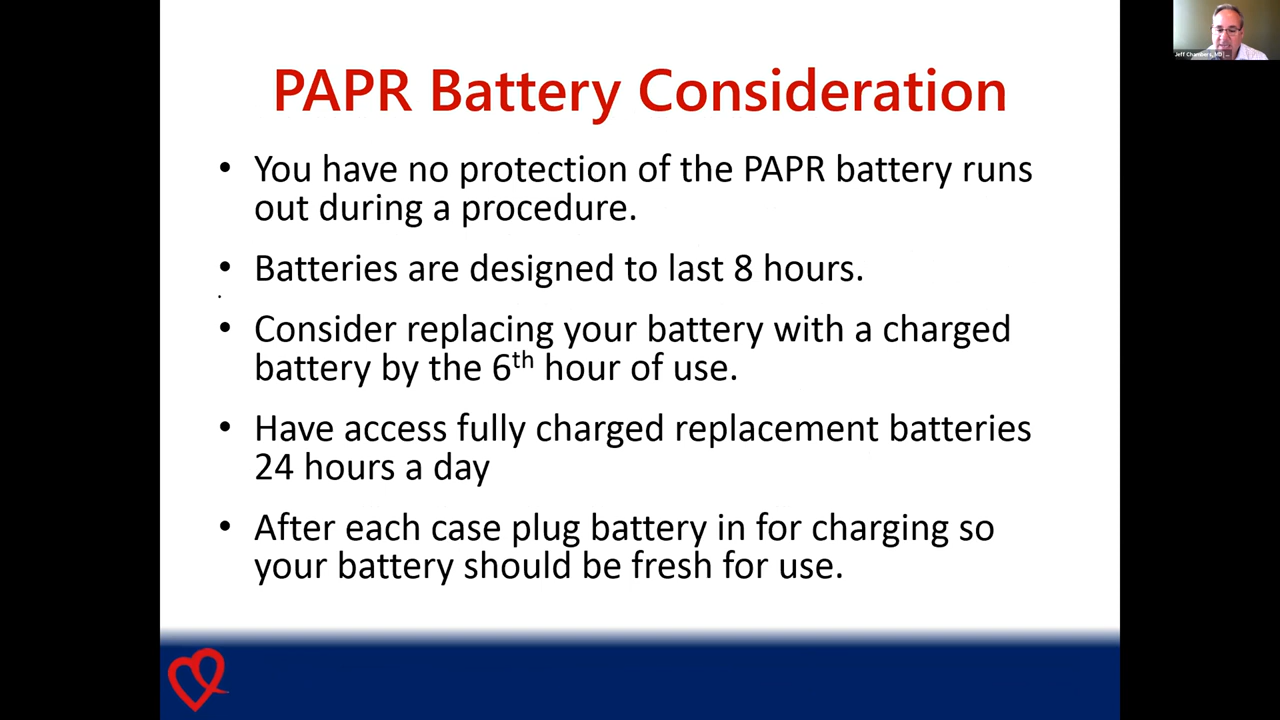 PAPR Battery Consideration
• You have no protection of the PAPR battery runs
out during a procedure.
• Batteries are designed to last 8 hours.
• Consider replacing your battery with a charged
battery by the 6th hour of use.
• Have access fully charged replacement batteries
24 hours a day
• After each case plug battery in for charging so
your battery should be fresh for use.
Jeff Chambers, MD | ...